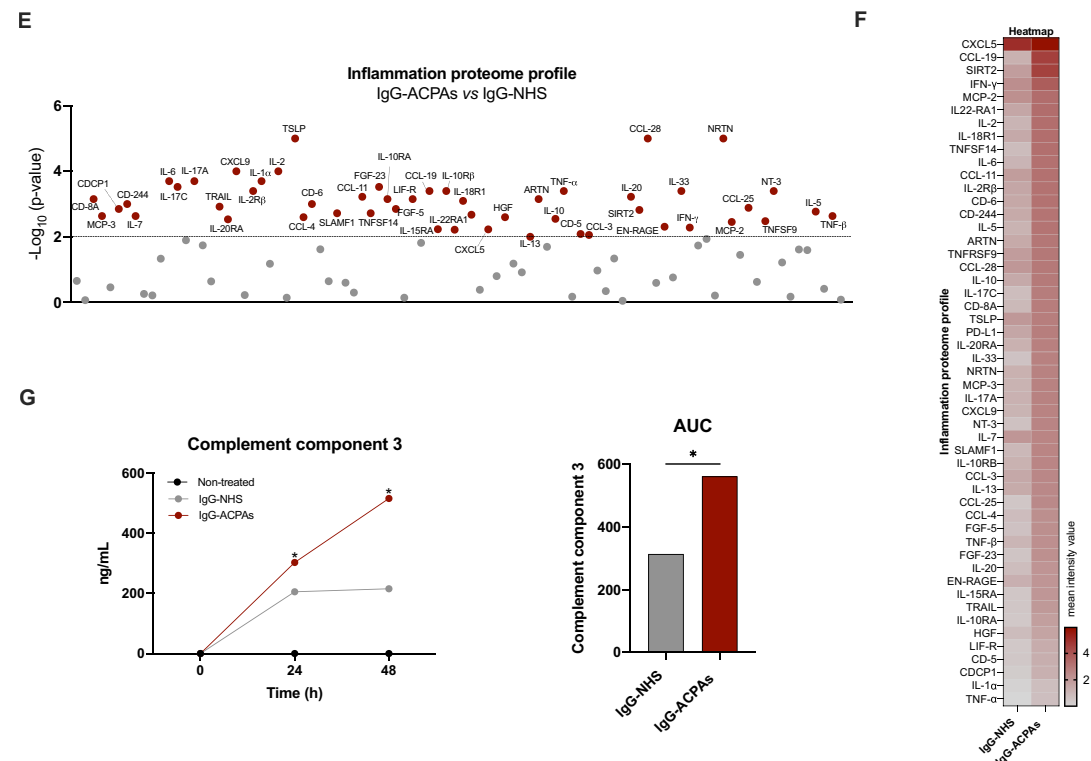 E
Inflammation proteome profile
IgG-ACPAs vs IgG-NHS
-Log10 (p-value)
6
4
2
0
CD-8A
CDCP1
MCP-3
CD-244
IL-7
IL-6
IL-17C
IL-17A
TRAIL
IL-20RA
CXCL9
IL-2Rβ
IL-1α
IL-2
TSLP
CCL-4
CD-6
SLAMF1
CCL-11
TNFSF14
FGF-23
IL-10RA
LIF-R
FGF-5
CCL-19
IL-15RA
IL-10Rβ
IL-22RA1
IL-18R1
CXCL5
HGF
IL-13
ARTN
IL-10
TNF-α
CD-5
CCL-3
IL-20
SIRT2
CCL-28
EN-RAGE
IL-33
IFN-γ
NRTN
MCP-2
CCL-25
TNFSF9
NT-3
IL-5
TNF-β
F
Heatmap
Inflammation proteome profile
CXCL5
CCL-19
SIRT2
IFN-γ
MCP-2
IL22-RA1
IL-2
IL-18R1
TNFSF14
IL-6
CCL-11
IL-2Rβ
CD-6
CD-244
IL-5
ARTN
TNFRSF9
CCL-28
IL-10
IL-17C
CD-8A
TSLP
PD-L1
IL-20RA
IL-33
NRTN
MCP-3
IL-17A
CXCL9
NT-3
IL-7
SLAMF1
IL-10RB
CCL-3
IL-13
CCL-25
CCL-4
FGF-5
TNF-β
FGF-23
IL-20
EN-RAGE
IL-15RA
TRAIL
IL-10RA
HGF
LIF-R
CD-5
CDCP1
IL-1α
TNF-α
IgG-NHS
IgG-ACPAs
mean intensity value
4
2
G
Complement component 3
Non-treated
IgG-NHS
IgG-ACPAs
ng/mL
600
400
200
0
*
*
0 24 48
Time (h)
AUC
Complement component 3
600
400
200
0
*
IgG-NHS
IgG-ACPAs